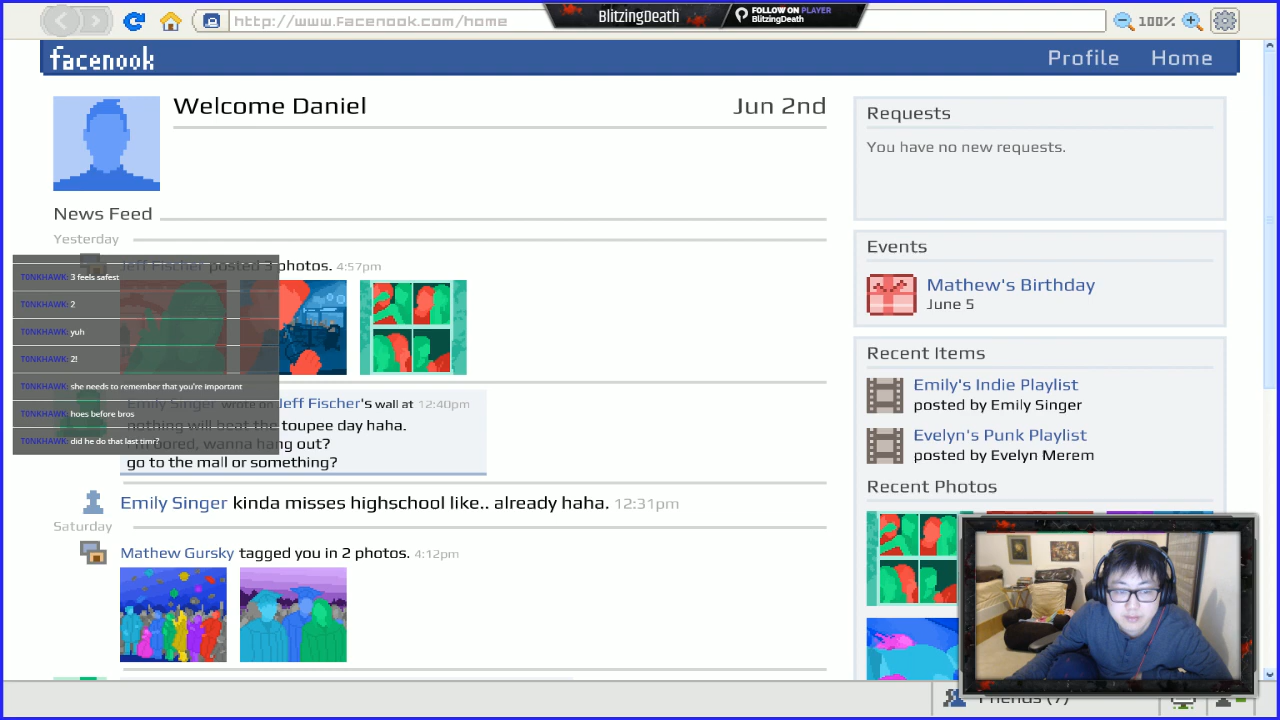 http://www.facenook.com/home
BlitzingDeath
FOLLOW ON PLAYER
BlitzingDeath
100%
facenook
Profile
Home
Welcome Daniel
Jun 2nd
News Feed
Yesterday
Jeff Fischer posted 3 photos. 4:57pm
T0NKHAWK: 3 feels safest
T0NKHAWK: 2
T0NKHAWK: yuh
T0NKHAWK: 2!
T0NKHAWK: she needs to remember that you're important
T0NKHAWK: hoes before bros
T0NKHAWK: did he do that last timr?
Emily Singer wrote on Jeff Fischer's wall at 12:40pm
nothing will beat the toupee day haha.
I'm bored, wanna hang out?
go to the mall or something?
Emily Singer kinda misses highschool like.. already haha. 12:31pm
Saturday
Mathew Gursky tagged you in 2 photos. 4:12pm
Requests
You have no new requests.
Events
Mathew's Birthday
June 5
Recent Items
Emily's Indie Playlist
posted by Emily Singer
Evelyn's Punk Playlist
posted by Evelyn Merem
Recent Photos
Friends (7)